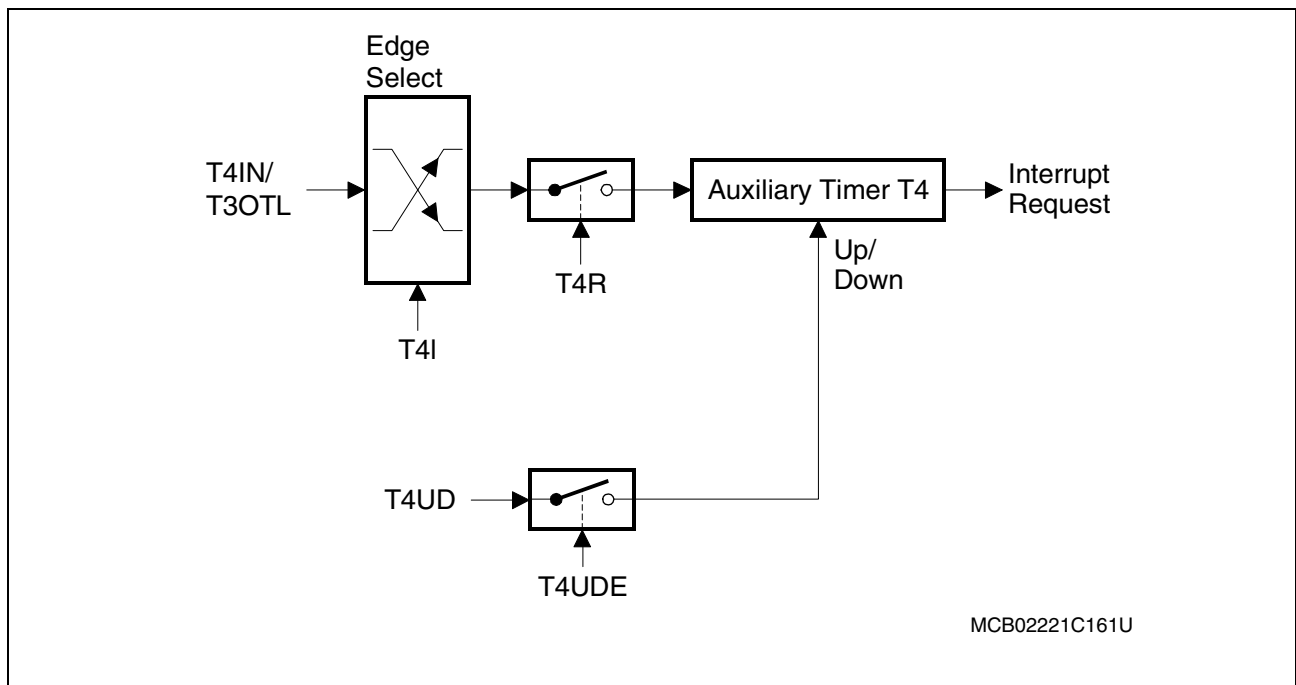 Edge
Select
T4IN/
T3OTL
Auxiliary Timer T4
Interrupt
Request
Up/
Down
T4R
T4I
T4UD
T4UDE
MCB02221C161U